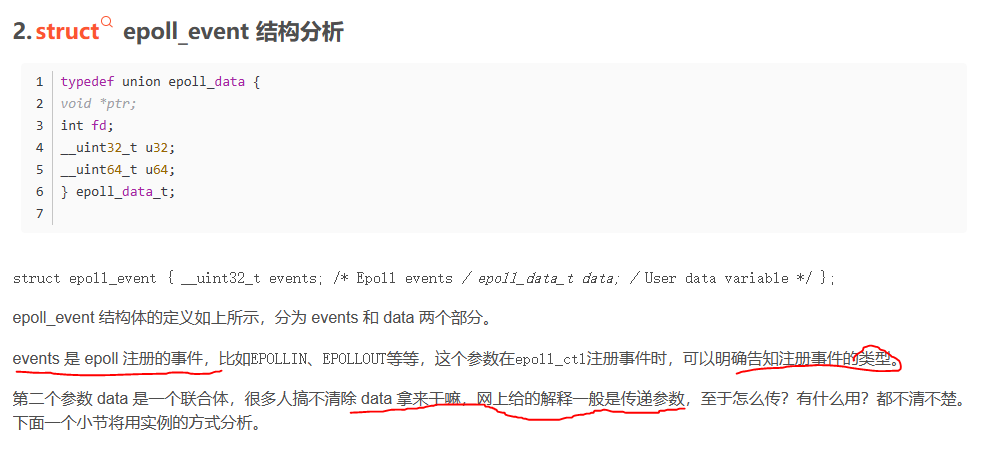 2.struct epoll_event 结构分析
1 typedef union epoll_data {
2 void *ptr;
3 int fd;
4 __uint32_t u32;
5 __uint64_t u64;
6 } epoll_data_t;
7
struct epoll_event { __uint32_t events; /* Epoll events / epoll_data_t data; / User data variable */ };
epoll_event 结构体的定义如上所示，分为 events 和 data 两个部分。
events 是 epoll 注册的事件，比如EPOLLIN、EPOLLOUT等等，这个参数在epoll_ctl注册事件时，可以明确告知注册事件的类型。
第二个参数 data 是一个联合体，很多人搞不清除 data 拿来干嘛，网上给的解释一般是传递参数，至于怎么传？有什么用？都不清不楚。
下面一个小节将用实例的方式分析。